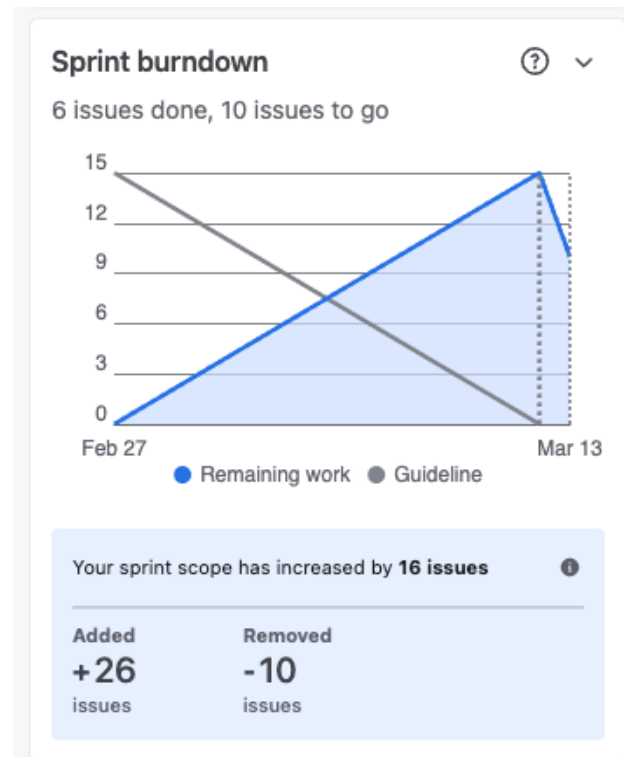 Sprint burndown
6 issues done, 10 issues to go
15
12
9
6
3
0
Feb 27 Mar 13
Remaining work Guideline
Your sprint scope has increased by 16 issues
Added Removed
+26 -10
issues issues